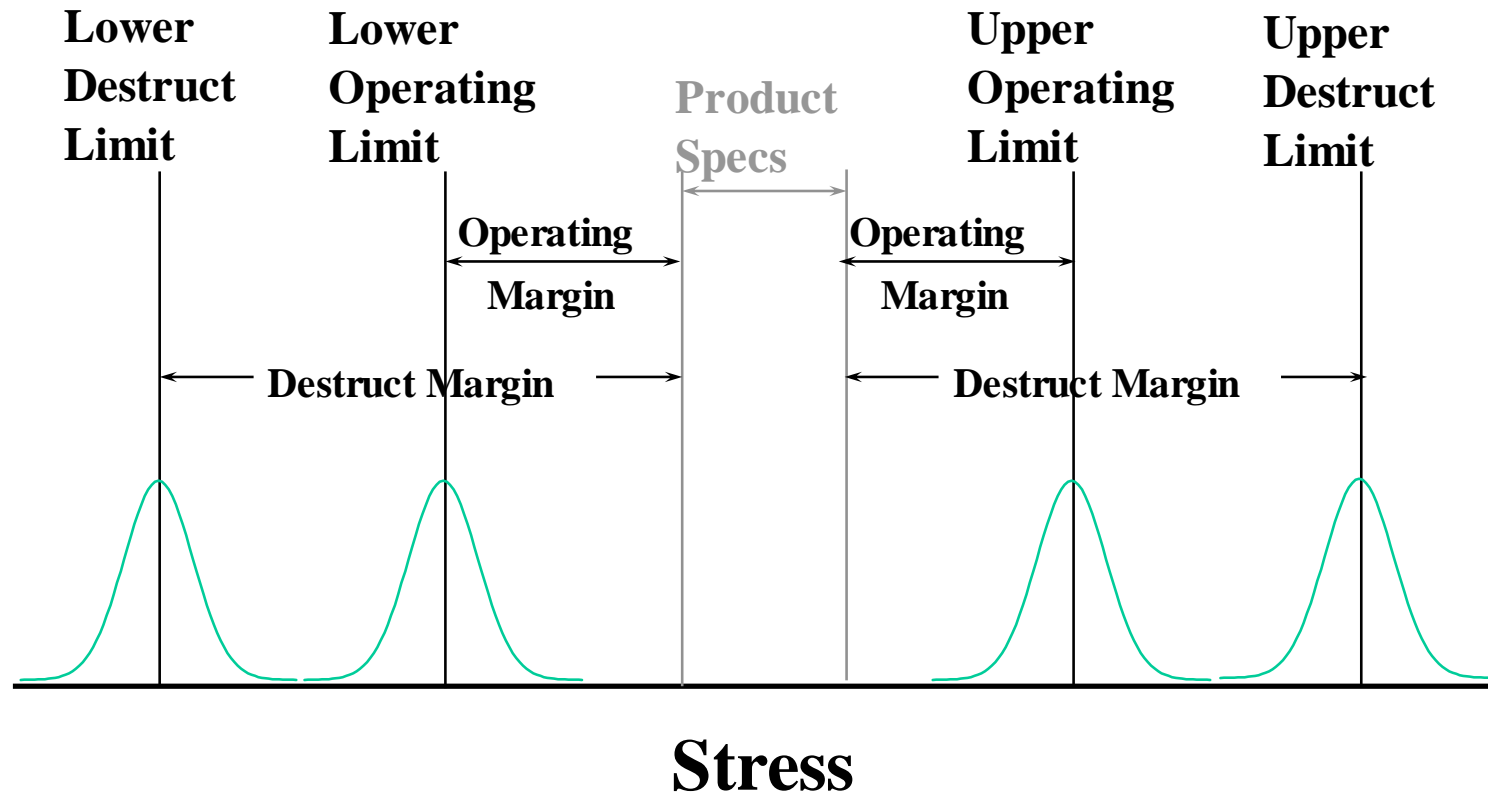 Lower
Destruct
Limit
Lower
Operating
Limit
Product
Specs
Upper
Operating
Limit
Upper
Destruct
Limit
Operating
Margin
Operating
Margin
Destruct Margin
Destruct Margin
Stress